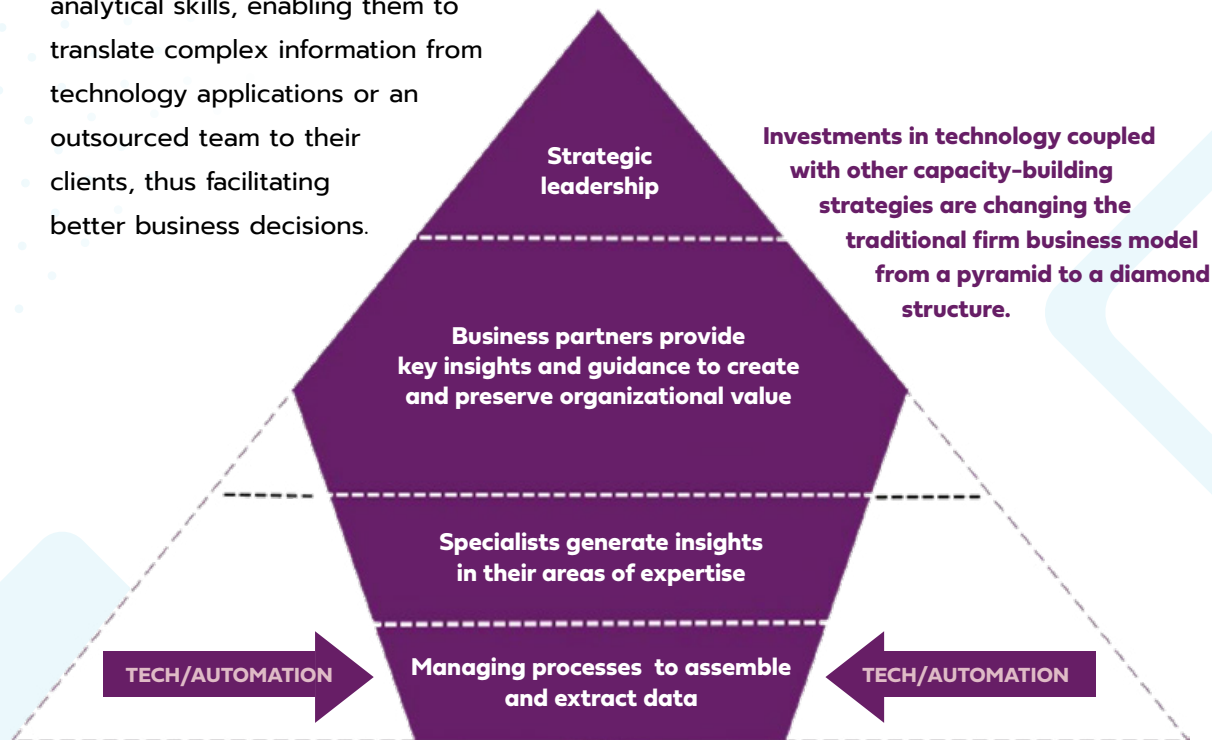 analytical skills, enabling them to
translate complex information from
technology applications or an
outsourced team to their
clients, thus facilitating
better business decisions.
Investments in technology coupled
with other capacity-building
strategies are changing the
traditional firm business model
from a pyramid to a diamond
structure.
Strategic
leadership
Business partners provide
key insights and guidance to create
and preserve organizational value
Specialists generate insights
in their areas of expertise
TECH/AUTOMATION
Managing processes to assemble
and extract data
TECH/AUTOMATION